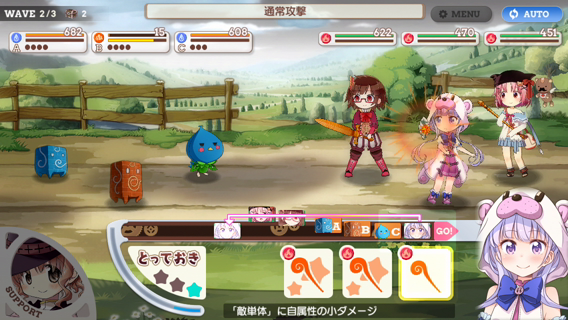 WAVE 2/3
2
通常攻撃
MENU
AUTO
682
15
608
622
470
451
A
B
C
A
B
C
GO!
とっておき
SUPPORT
「敵単体」に自属性の小ダメージ